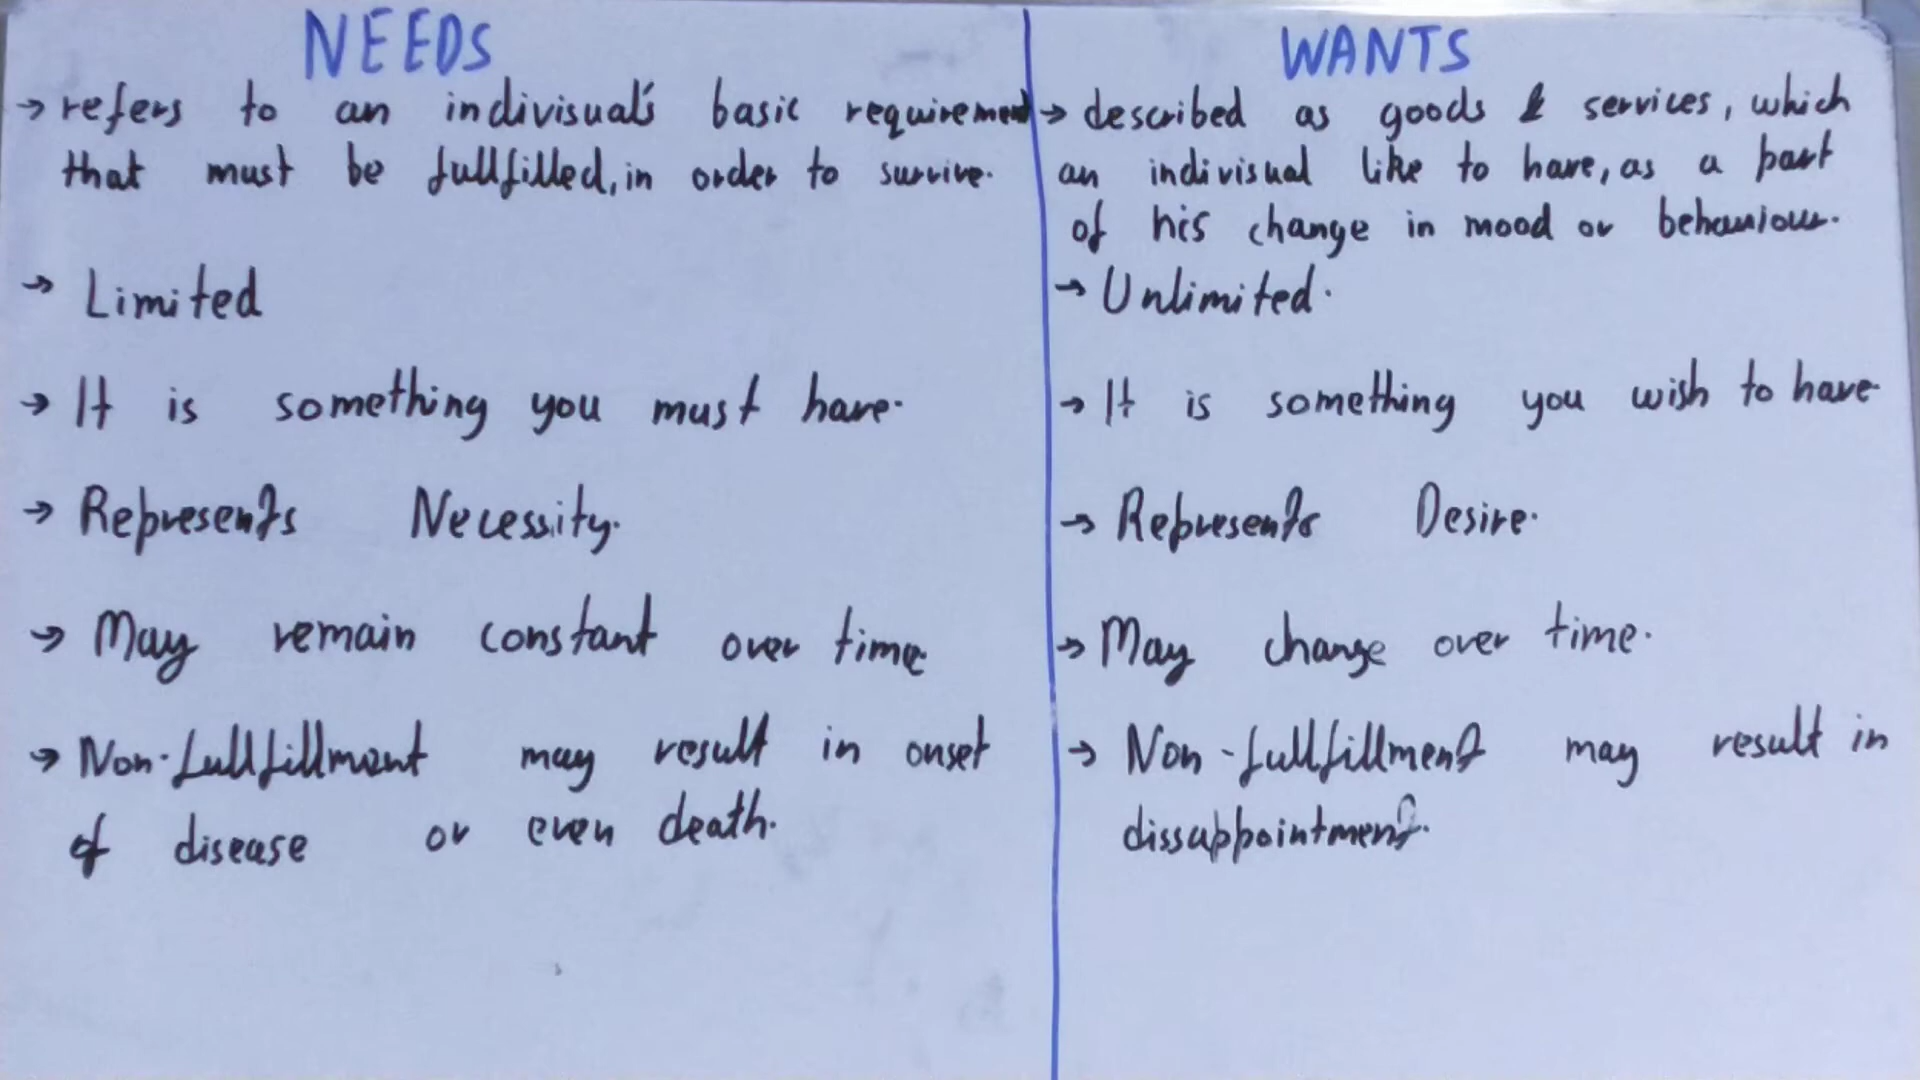 NEEDS
→ refers to an indivisual's basic requirement
that must be fullfilled, in order to survive.
→ Limited
→ It is something you must have.
→ Represents Necessity.
→ May remain constant over time
→ Non-fullfillment may result in onset
of disease or even death.
WANTS
→ described as goods & services, which
an indivisual like to have, as a part
of his change in mood or behaviour.
→ Unlimited.
→ It is something you wish to have
→ Represents Desire.
→ May change over time.
→ Non-fullfillment may result in
dissappointment.